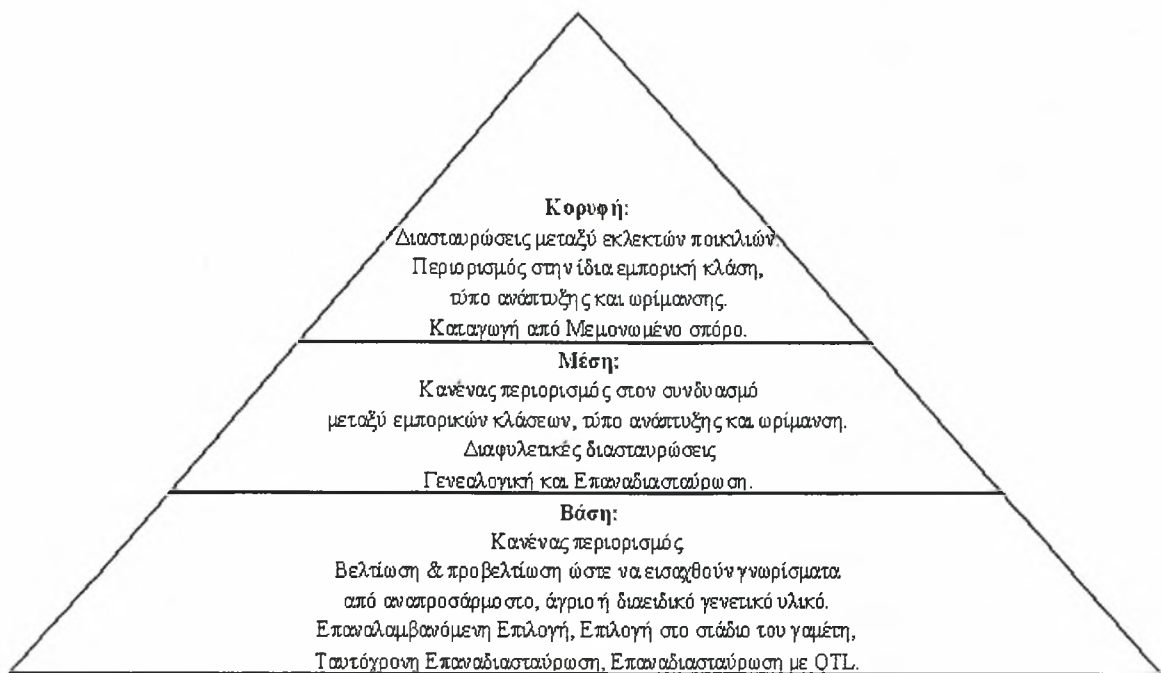 Κορυφή:
Διασταυρώσεις μεταξύ εκλεκτών ποικιλιών.
Περιορισμός στην ίδια εμπορική κλάση,
τύπο ανάπτυξης και ωρίμανσης.
Καταγωγή από Μεμονωμένο σπόρο.
Μέση:
Κανένας περιορισμός στον συνδυασμό
μεταξύ εμπορικών κλάσεων, τύπο ανάπτυξης και ωρίμανση.
Διαφυλετικές διασταυρώσεις
Γενεαλογική και Επαναδιασταύρωση.
Βάση:
Κανένας περιορισμός
Βελτίωση & προβελτίωση ώστε να εισαχθούν γνωρίσματα
από αναπροσάρμοστο, άγριο ή διαειδικό γενετικό υλικό.
Επαναλαμβανόμενη Επιλογή, Επιλογή στο στάδιο του γαμέτη,
Ταυτόχρονη Επαναδιασταύρωση, Επαναδιασταύρωση με QTL.